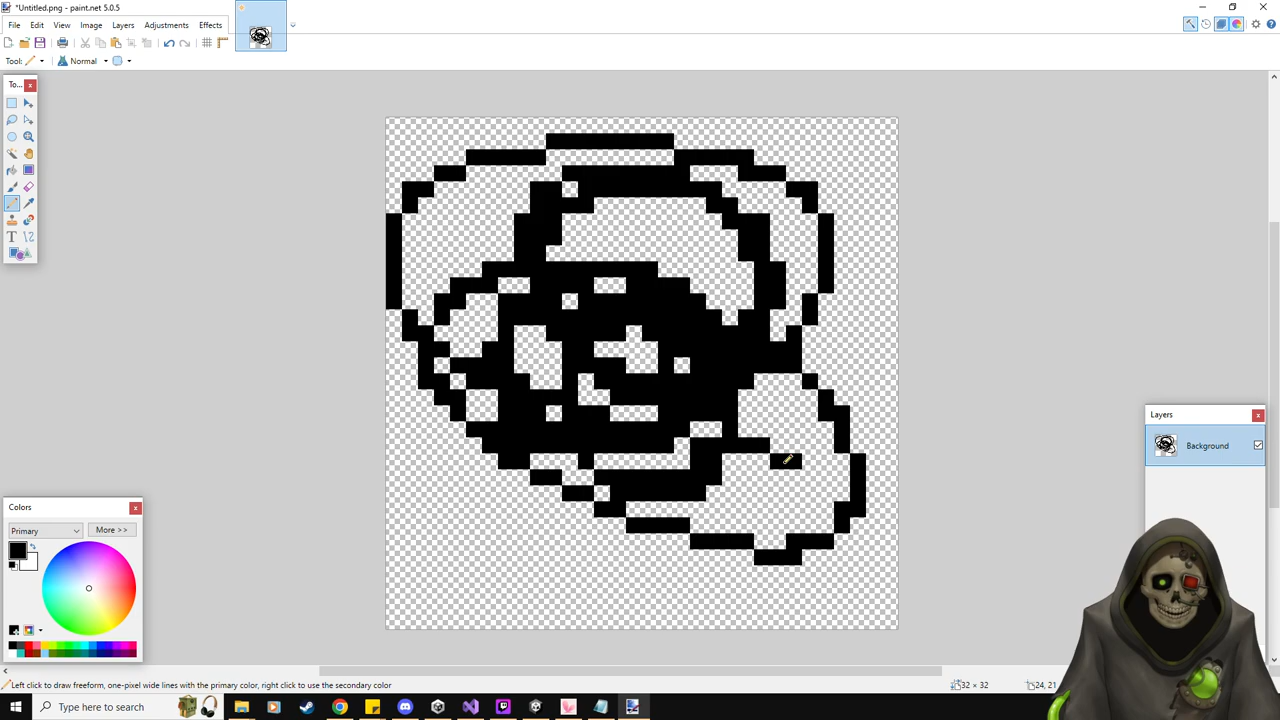 *Untitled.png - paint.net 5.0.5
File Edit View Image Layers Adjustments Effects
Tool: Normal
To...
Layers
Background
Colors
Primary More >>
Left click to draw freeform, one-pixel wide lines with the primary color, right click to use the secondary color
32 × 32
24, 21
Type here to search